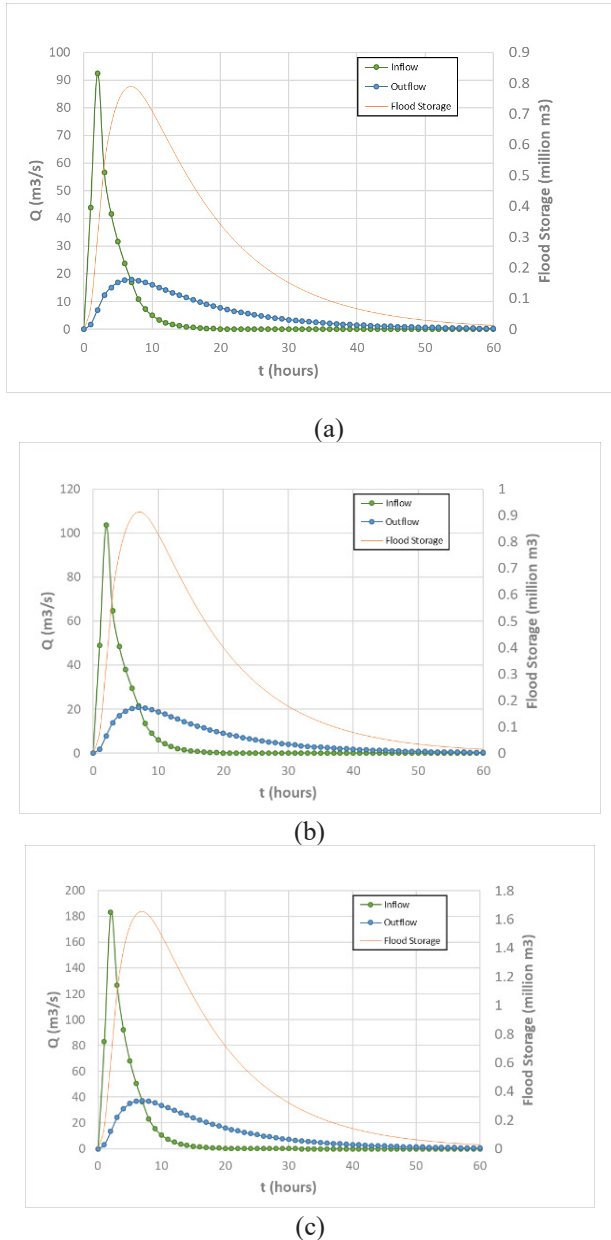 100
90
80
70
60
50
40
30
20
10
0
Q (m3/s)
0.9
0.8
0.7
0.6
0.5
0.4
0.3
0.2
0.1
0
Flood Storage (million m3)
Inflow
Outflow
Flood Storage
0 10 20 30 40 50 60
t (hours)
(a)
120
100
80
60
40
20
0
Q (m3/s)
1
0.9
0.8
0.7
0.6
0.5
0.4
0.3
0.2
0.1
0
Flood Storage (million m3)
Inflow
Outflow
Flood Storage
0 10 20 30 40 50 60
t (hours)
(b)
200
180
160
140
120
100
80
60
40
20
0
Q (m3/s)
1.8
1.6
1.4
1.2
1
0.8
0.6
0.4
0.2
0
Flood Storage (million m3)
Inflow
Outflow
Flood Storage
0 10 20 30 40 50 60
t (hours)
(c)